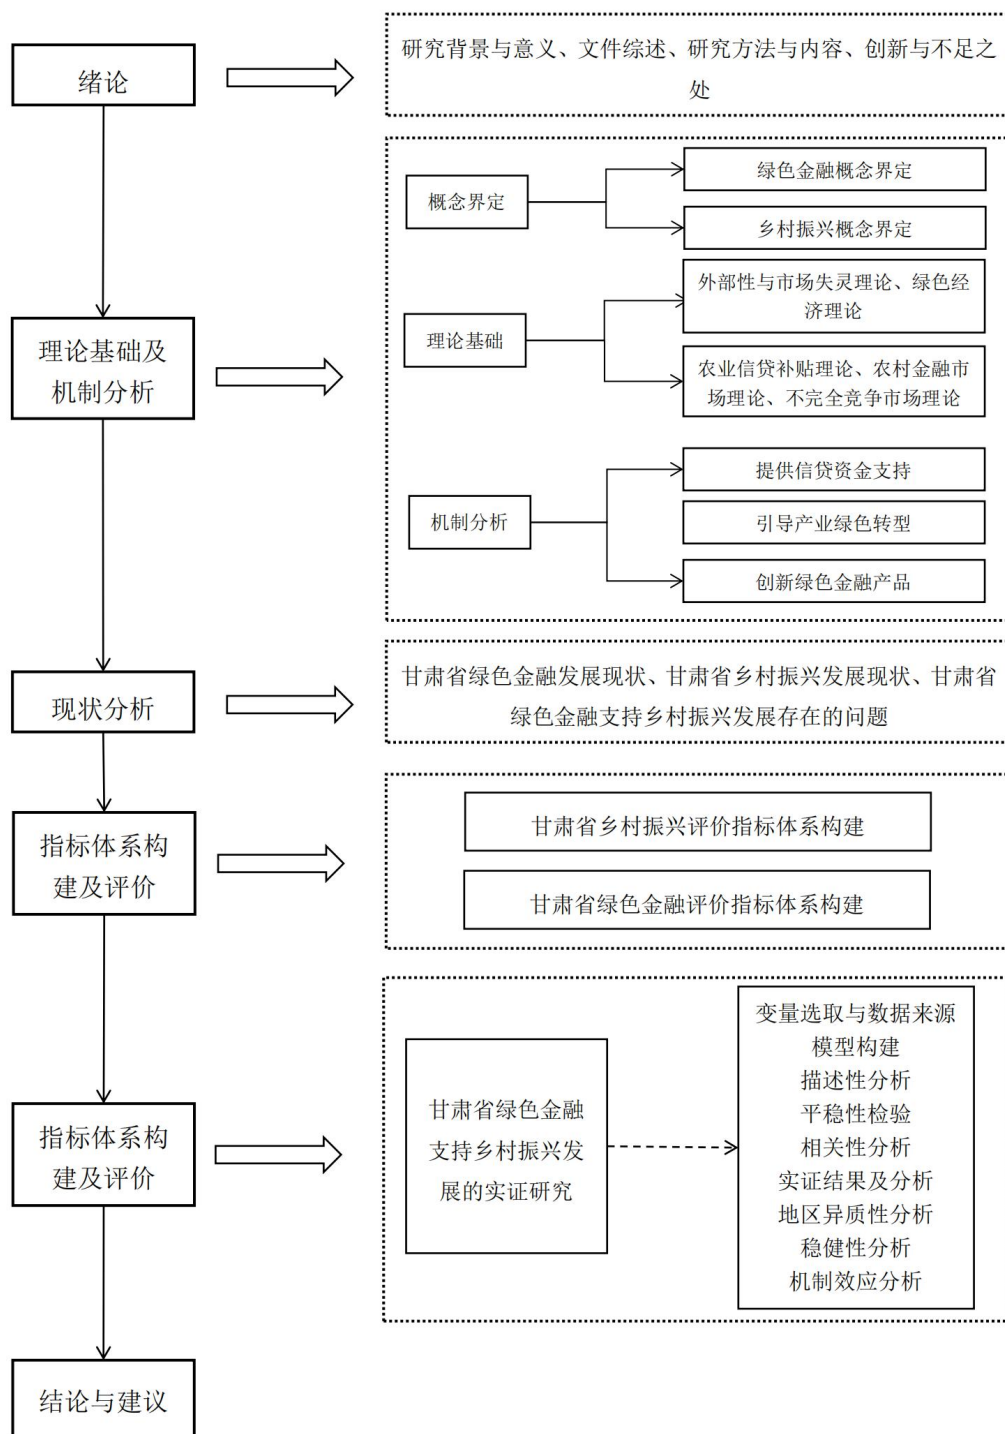 绪论
研究背景与意义、文件综述、研究方法与内容、创新与不足之
处
理论基础及
机制分析
概念界定
绿色金融概念界定
乡村振兴概念界定
理论基础
外部性与市场失灵理论、绿色经
济理论
农业信贷补贴理论、农村金融市
场理论、不完全竞争市场理论
机制分析
提供信贷资金支持
引导产业绿色转型
创新绿色金融产品
现状分析
甘肃省绿色金融发展现状、甘肃省乡村振兴发展现状、甘肃省
绿色金融支持乡村振兴发展存在的问题
指标体系构
建及评价
甘肃省乡村振兴评价指标体系构建
甘肃省绿色金融评价指标体系构建
指标体系构
建及评价
甘肃省绿色金融
支持乡村振兴发
展的实证研究
变量选取与数据来源
模型构建
描述性分析
平稳性检验
相关性分析
实证结果及分析
地区异质性分析
稳健性分析
机制效应分析
结论与建议